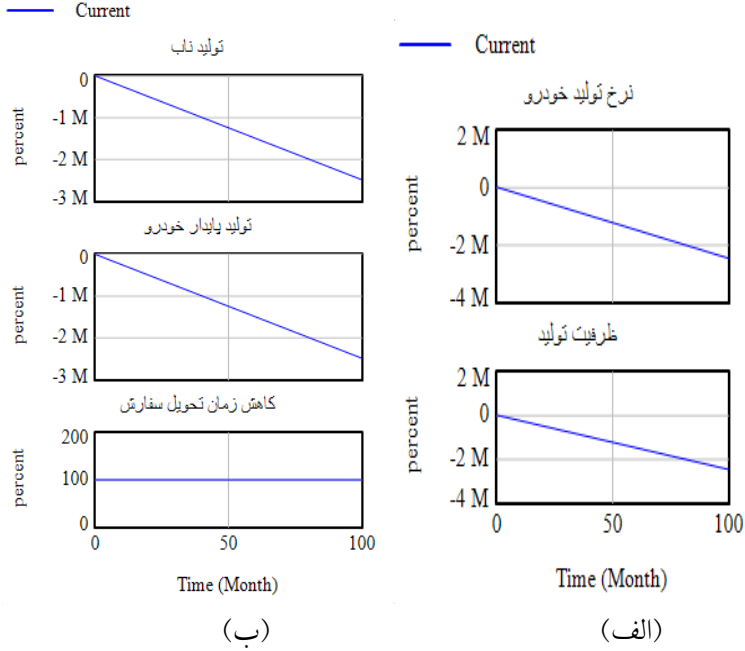 Current
تولید ناب
0
-1 M
-2 M
-3 M
percent
تولید پایدار خودرو
0
-1 M
-2 M
-3 M
percent
کاهش زمان تحویل سفارش
200
100
0
percent
0 50 100
Time (Month)
(ب)
Current
نرخ تولید خودرو
2 M
0
-2 M
-4 M
percent
ظرفیت تولید
2 M
0
-2 M
-4 M
percent
0 50 100
Time (Month)
(الف)